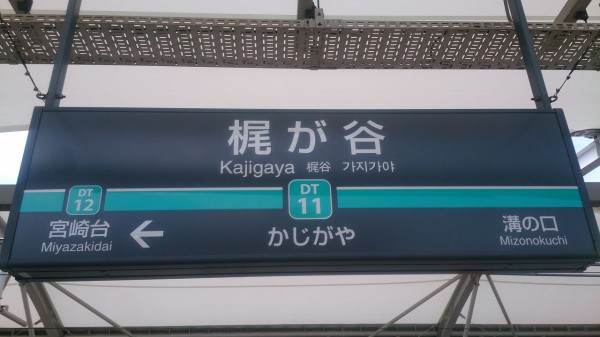 梶が谷
Kajigaya 梶谷 가지가야
DT
12
DT
11
宮崎台
Miyazakidai
かじがや
溝の口
Mizonokuchi